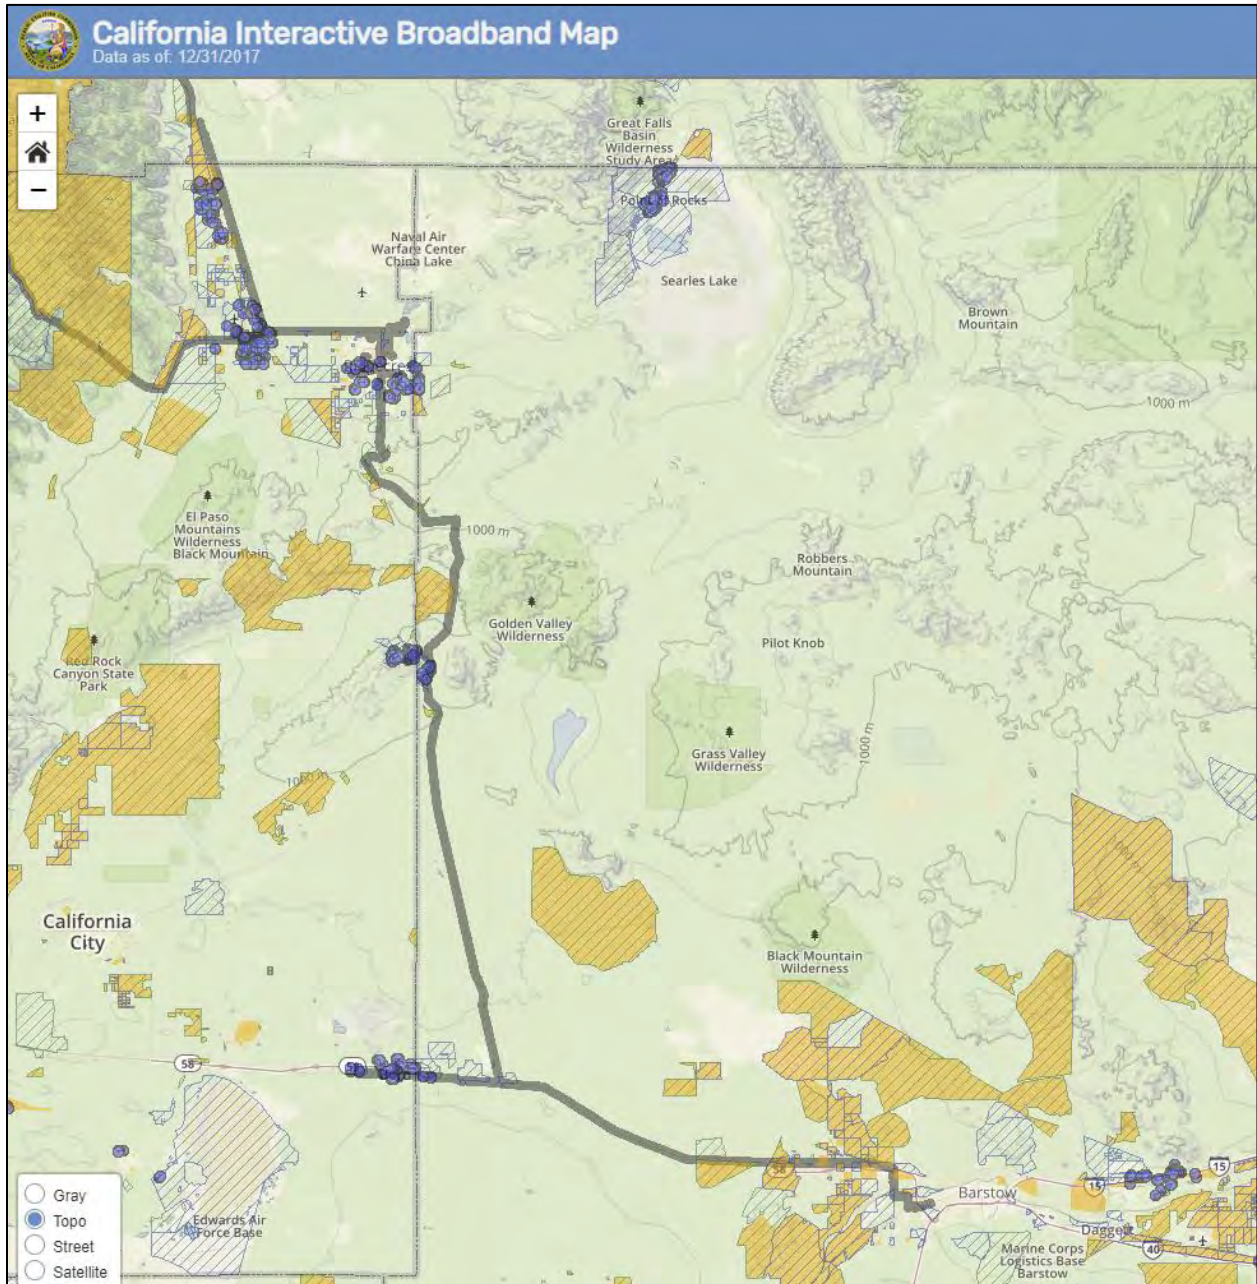 California Interactive Broadband Map
Data as of: 12/31/2017
+
−
Great Falls
Basin
Wilderness
Study Area
Point of Rocks
Naval Air
Warfare Center
China Lake
Searles Lake
Brown
Mountain
1000 m
El Paso
Mountains
Wilderness
Black Mountain
1000 m
Robbers
Mountain
Golden Valley
Wilderness
Pilot Knob
Red Rock
Canyon State
Park
Grass Valley
Wilderness
1000 m
1000 m
1000 m
California
City
Black Mountain
Wilderness
58
58
58
15
15
Barstow
Daggett
Edwards Air
Force Base
Marine Corps
Logistics Base
Barstow
40
Gray
Topo
Street
Satellite